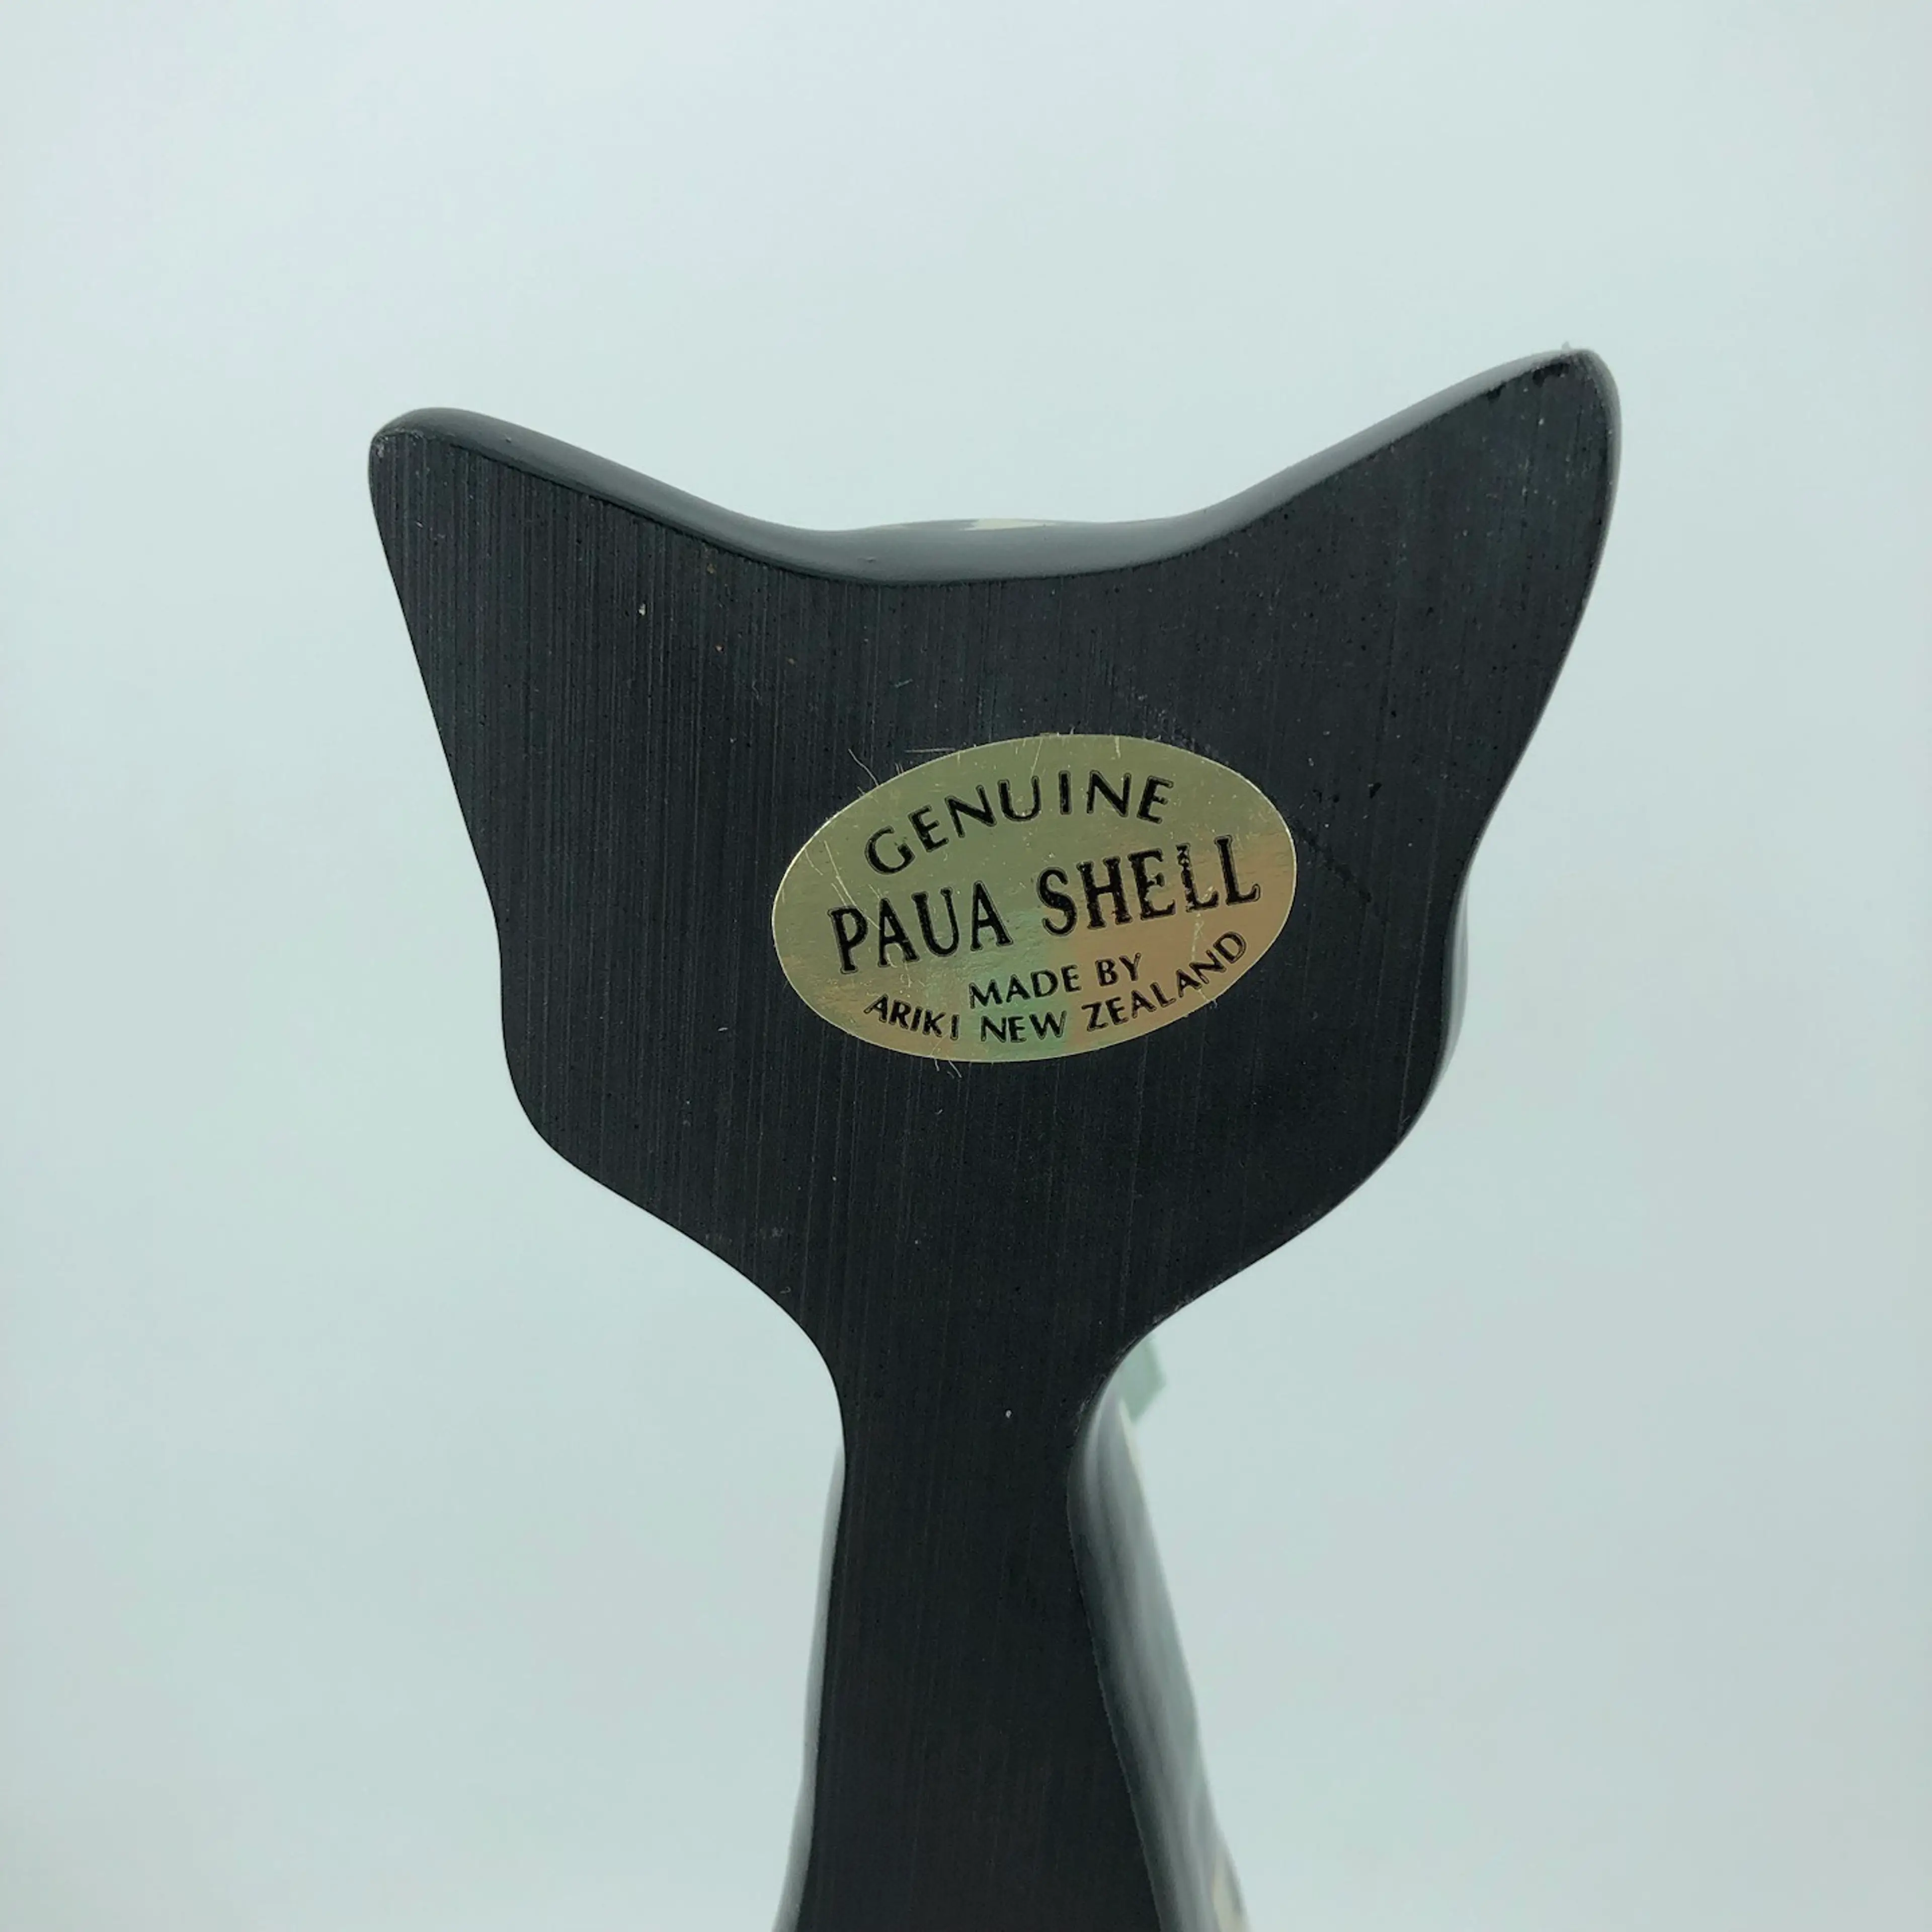 GENUINE
PAUA SHELL
MADE BY
ARIKI NEW ZEALAND